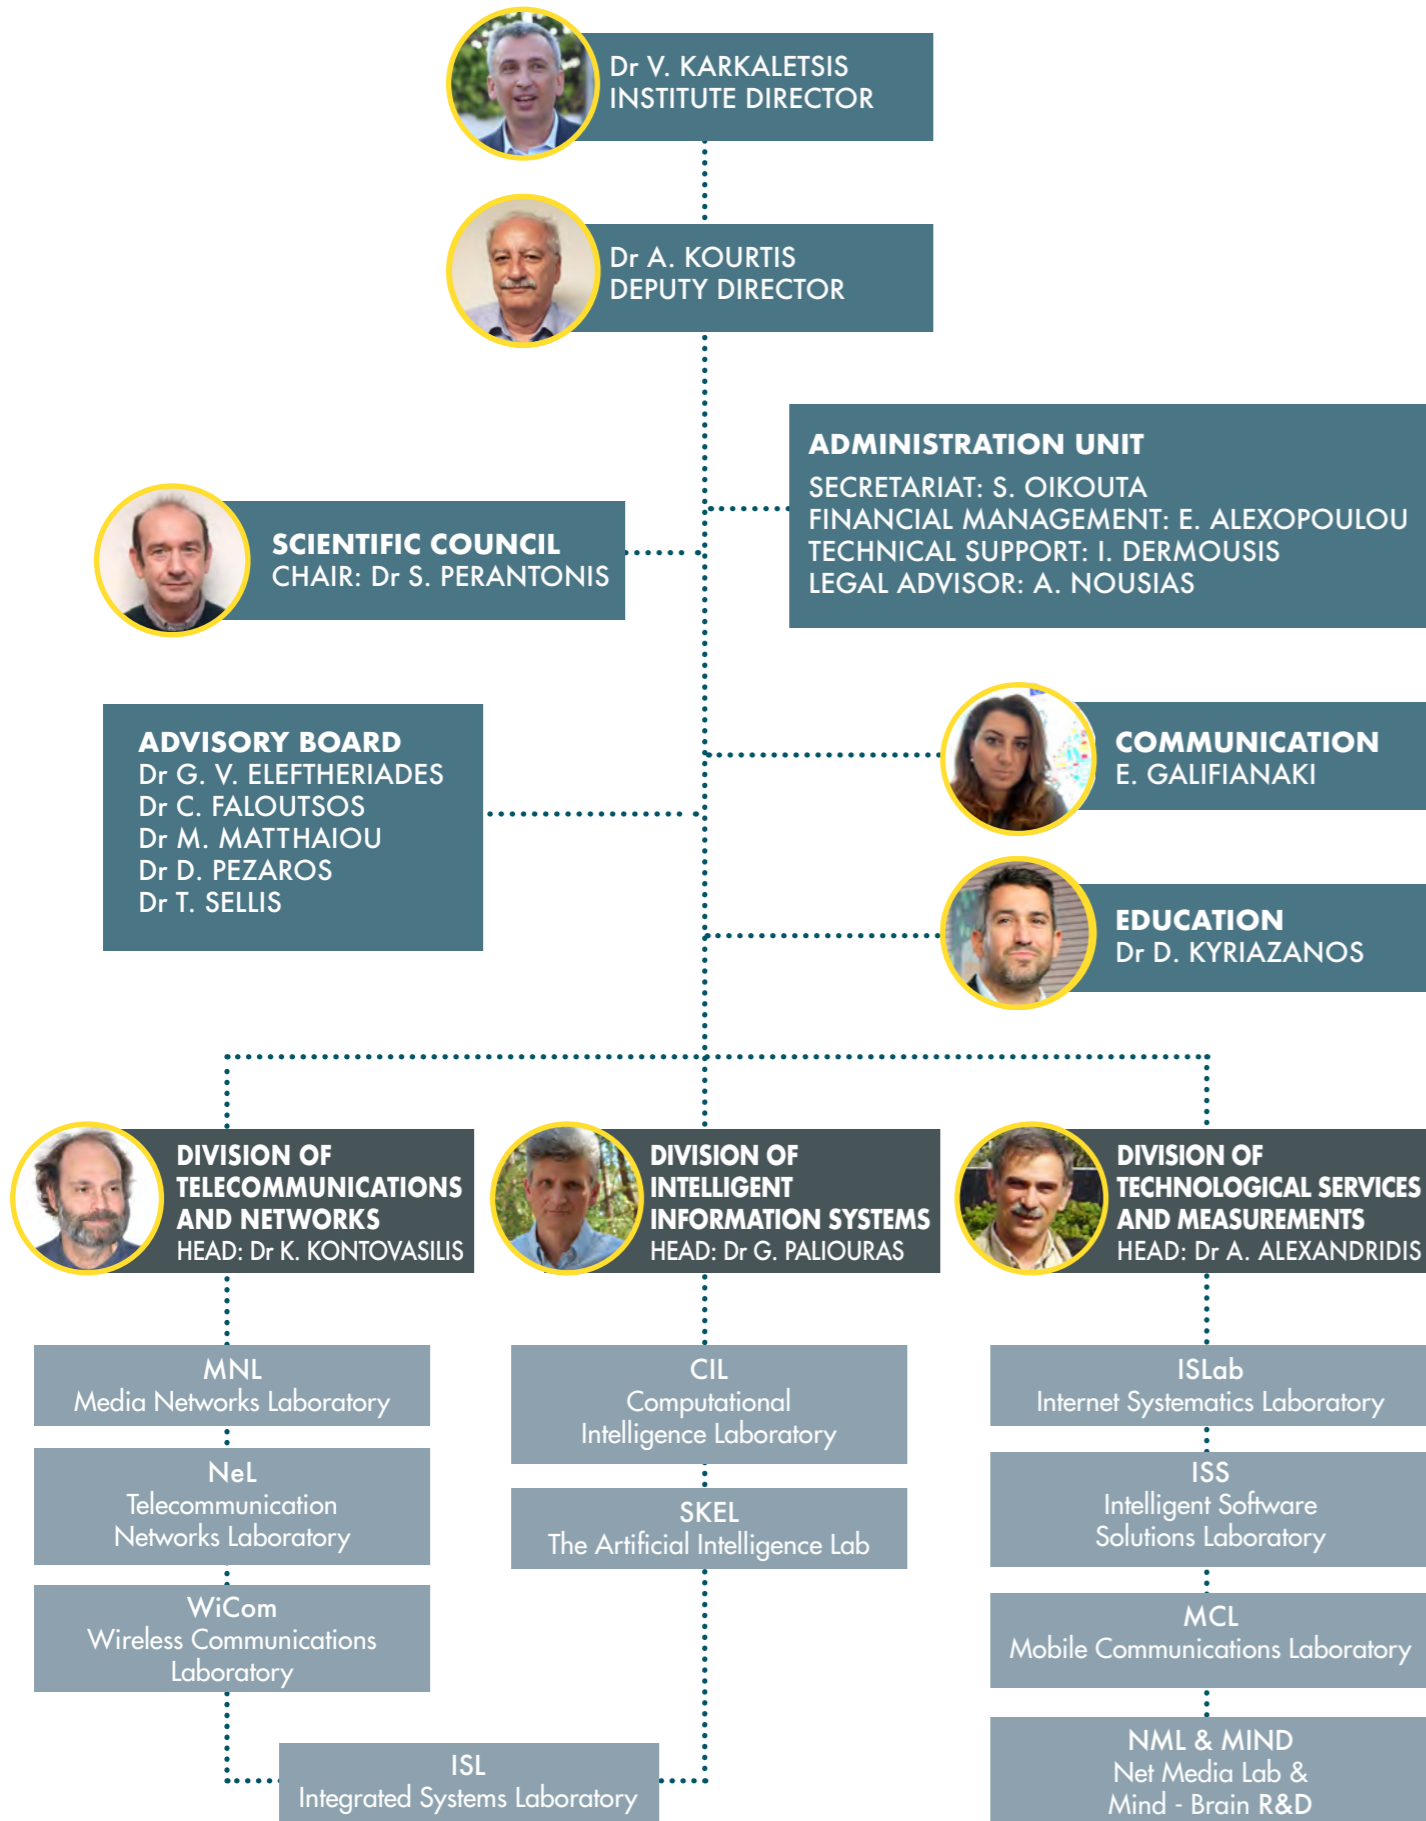 Dr V. KARKALETSIS
INSTITUTE DIRECTOR
Dr A. KOURTIS
DEPUTY DIRECTOR
ADMINISTRATION UNIT
SECRETARIAT: S. OIKOUTA
FINANCIAL MANAGEMENT: E. ALEXOPOULOU
TECHNICAL SUPPORT: I. DERMOUSIS
LEGAL ADVISOR: A. NOUSIAS
SCIENTIFIC COUNCIL
CHAIR: Dr S. PERANTONIS
ADVISORY BOARD
Dr G. V. ELEFTHERIADES
Dr C. FALOUTSOS
Dr M. MATTHAIOU
Dr D. PEZAROS
Dr T. SELLIS
COMMUNICATION
E. GALIFIANAKI
EDUCATION
Dr D. KYRIAZANOS
DIVISION OF
TELECOMMUNICATIONS
AND NETWORKS
HEAD: Dr K. KONTOVASILIS
DIVISION OF
INTELLIGENT
INFORMATION SYSTEMS
HEAD: Dr G. PALIOURAS
DIVISION OF
TECHNOLOGICAL SERVICES
AND MEASUREMENTS
HEAD: Dr A. ALEXANDRIDIS
MNL
Media Networks Laboratory
NeL
Telecommunication
Networks Laboratory
WiCom
Wireless Communications
Laboratory
CIL
Computational
Intelligence Laboratory
SKEL
The Artificial Intelligence Lab
ISL
Integrated Systems Laboratory
ISLab
Internet Systematics Laboratory
ISS
Intelligent Software
Solutions Laboratory
MCL
Mobile Communications Laboratory
NML & MIND
Net Media Lab &
Mind - Brain R&D